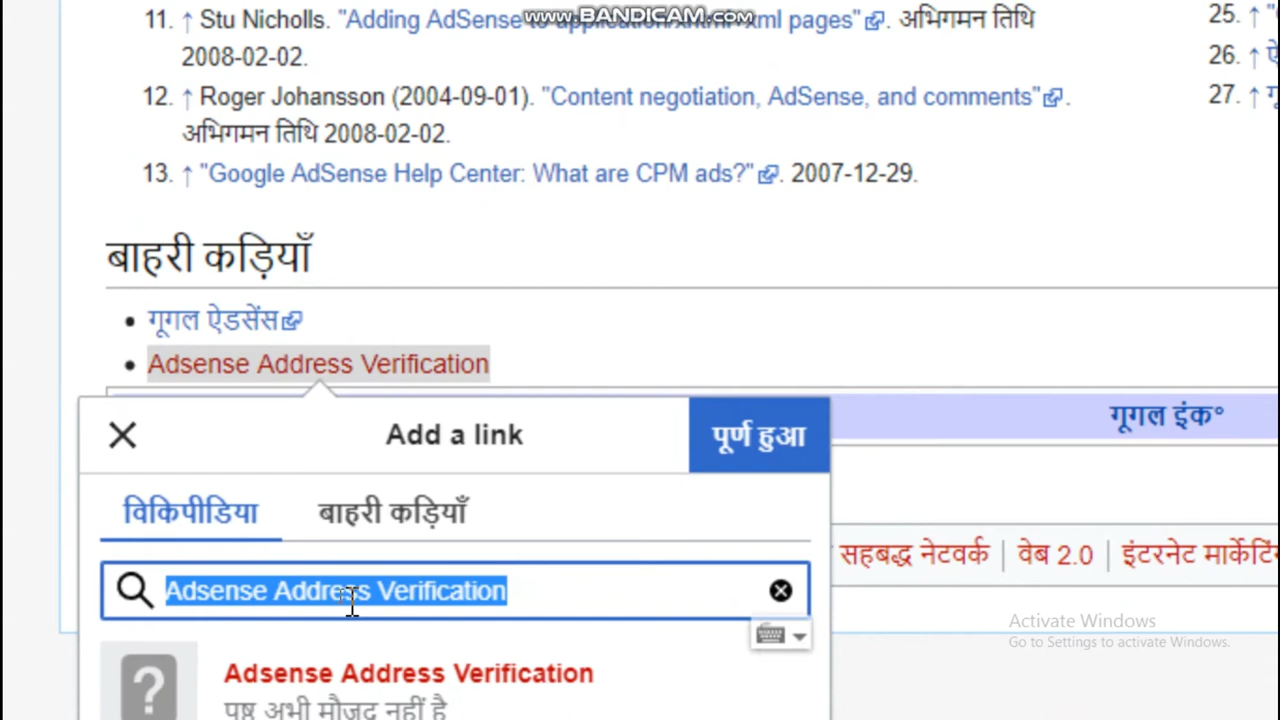 www.BANDICAM.com
11. ↑ Stu Nicholls. "Adding AdSense to application/xhtml+xml pages". अभिगमन तिथि
2008-02-02.
12. ↑ Roger Johansson (2004-09-01). "Content negotiation, AdSense, and comments".
अभिगमन तिथि 2008-02-02.
13. ↑ "Google AdSense Help Center: What are CPM ads?". 2007-12-29.
25. ↑ "
26. ↑
27. ↑
बाहरी कड़ियाँ
• गूगल ऐडसेंस
• Adsense Address Verification
गूगल इंक°
Add a link
पूर्ण हुआ
विकिपीडिया बाहरी कड़ियाँ
Adsense Address Verification
सहबद्ध नेटवर्क | वेब 2.0 | इंटरनेट
Activate Windows
Go to Settings to activate Windows.
Adsense Address Verification
पृष्ठ अभी मौजूद नहीं है